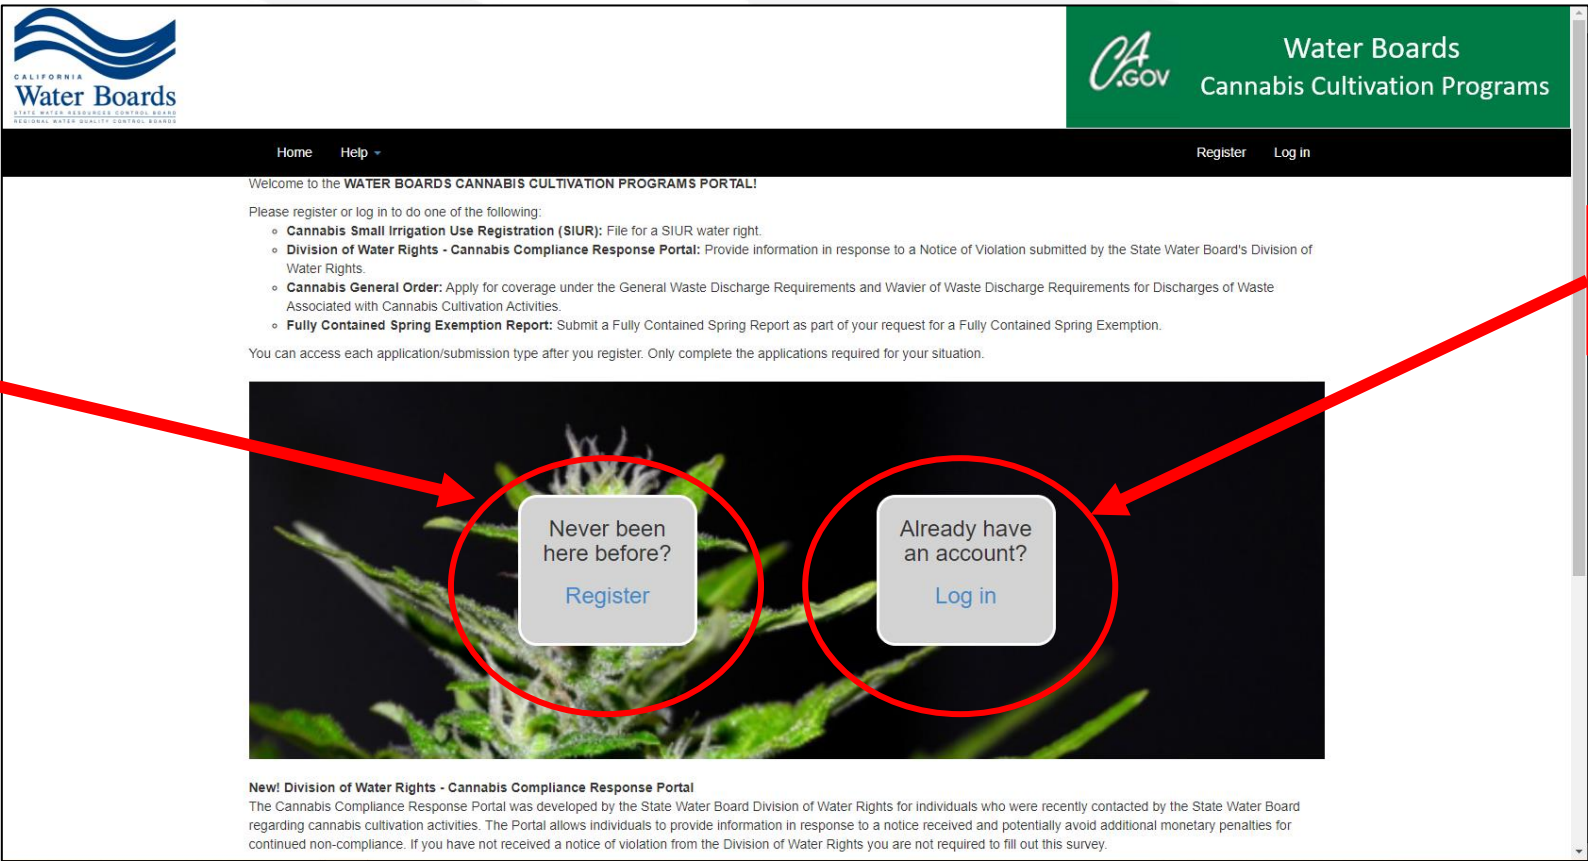 CALIFORNIA
Water Boards
STATE WATER RESOURCES CONTROL BOARD
REGIONAL WATER QUALITY CONTROL BOARDS
CA.GOV
Water Boards
Cannabis Cultivation Programs
Home Help Register Log in
Welcome to the WATER BOARDS CANNABIS CULTIVATION PROGRAMS PORTAL!
Please register or log in to do one of the following:
Cannabis Small Irrigation Use Registration (SIUR): File for a SIUR water right.
Division of Water Rights - Cannabis Compliance Response Portal: Provide information in response to a Notice of Violation submitted by the State Water Board's Division of
Water Rights.
Cannabis General Order: Apply for coverage under the General Waste Discharge Requirements and Wavier of Waste Discharge Requirements for Discharges of Waste
Associated with Cannabis Cultivation Activities.
Fully Contained Spring Exemption Report: Submit a Fully Contained Spring Report as part of your request for a Fully Contained Spring Exemption.
You can access each application/submission type after you register. Only complete the applications required for your situation.
Never been
here before?
Register
Already have
an account?
Log in
New! Division of Water Rights - Cannabis Compliance Response Portal
The Cannabis Compliance Response Portal was developed by the State Water Board Division of Water Rights for individuals who were recently contacted by the State Water Board
regarding cannabis cultivation activities. The Portal allows individuals to provide information in response to a notice received and potentially avoid additional monetary penalties for
continued non-compliance. If you have not received a notice of violation from the Division of Water Rights you are not required to fill out this survey.